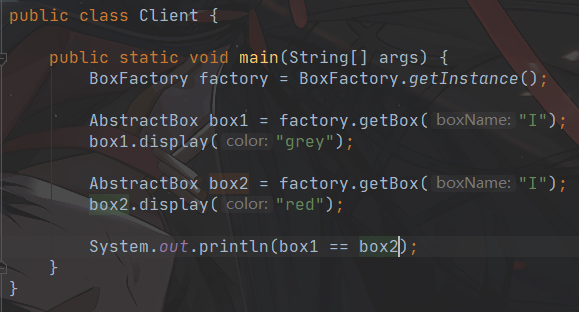 public class Client {
public static void main(String[] args) {
BoxFactory factory = BoxFactory.getInstance();
AbstractBox box1 = factory.getBox( boxName: "I");
box1.display( color: "grey");
AbstractBox box2 = factory.getBox( boxName: "I");
box2.display( color: "red");
System.out.println(box1 == box2);
}
}